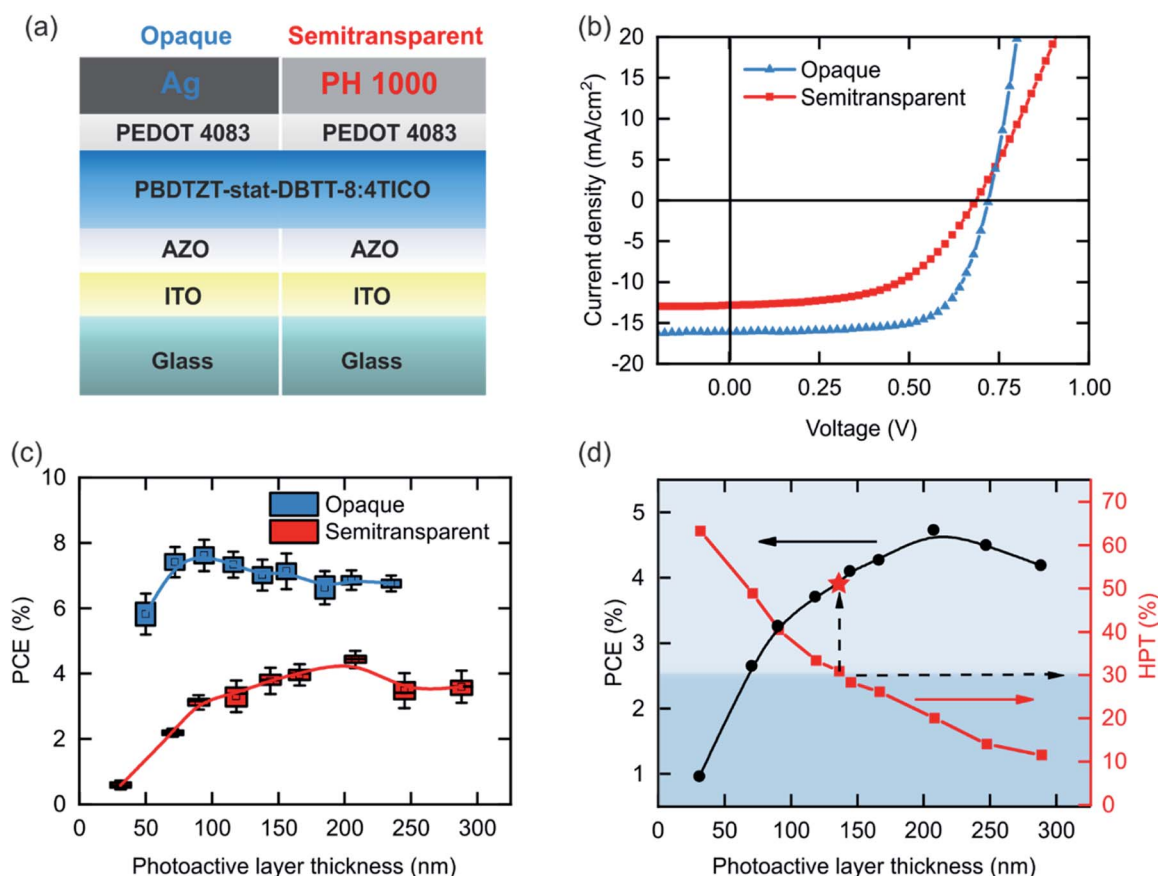 (a)
Opaque Semitransparent
Ag PH 1000
PEDOT 4083 PEDOT 4083
PBDTZT-stat-DBTT-8:4TICO
AZO AZO
ITO ITO
Glass Glass
(b)
20
15
10
5
0
-5
-10
-15
-20
Current density (mA/cm²)
Opaque
Semitransparent
0.00 0.25 0.50 0.75 1.00
Voltage (V)
(c)
10
8
6
4
2
0
PCE (%)
Opaque
Semitransparent
0 50 100 150 200 250 300
Photoactive layer thickness (nm)
(d)
5
4
3
2
1
PCE (%)
70
60
50
40
30
20
10
0
HPT (%)
0 50 100 150 200 250 300
Photoactive layer thickness (nm)